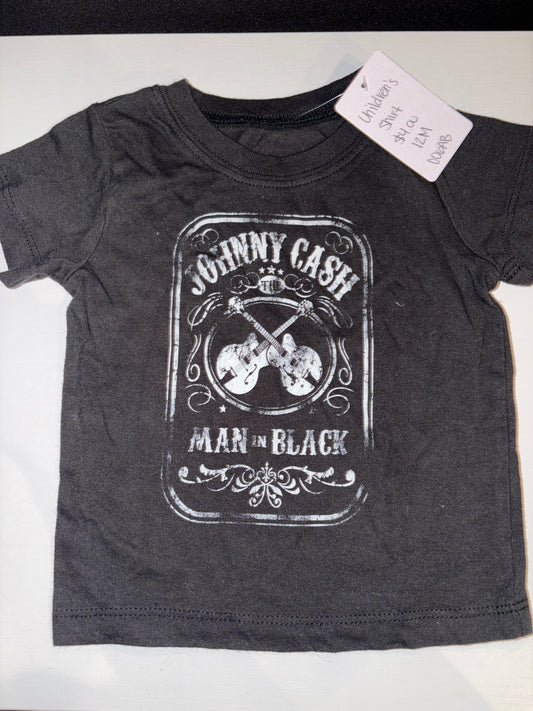 Children's
Shirt
$4.00
12M
JOHNNY CASH
THE
MAN IN BLACK